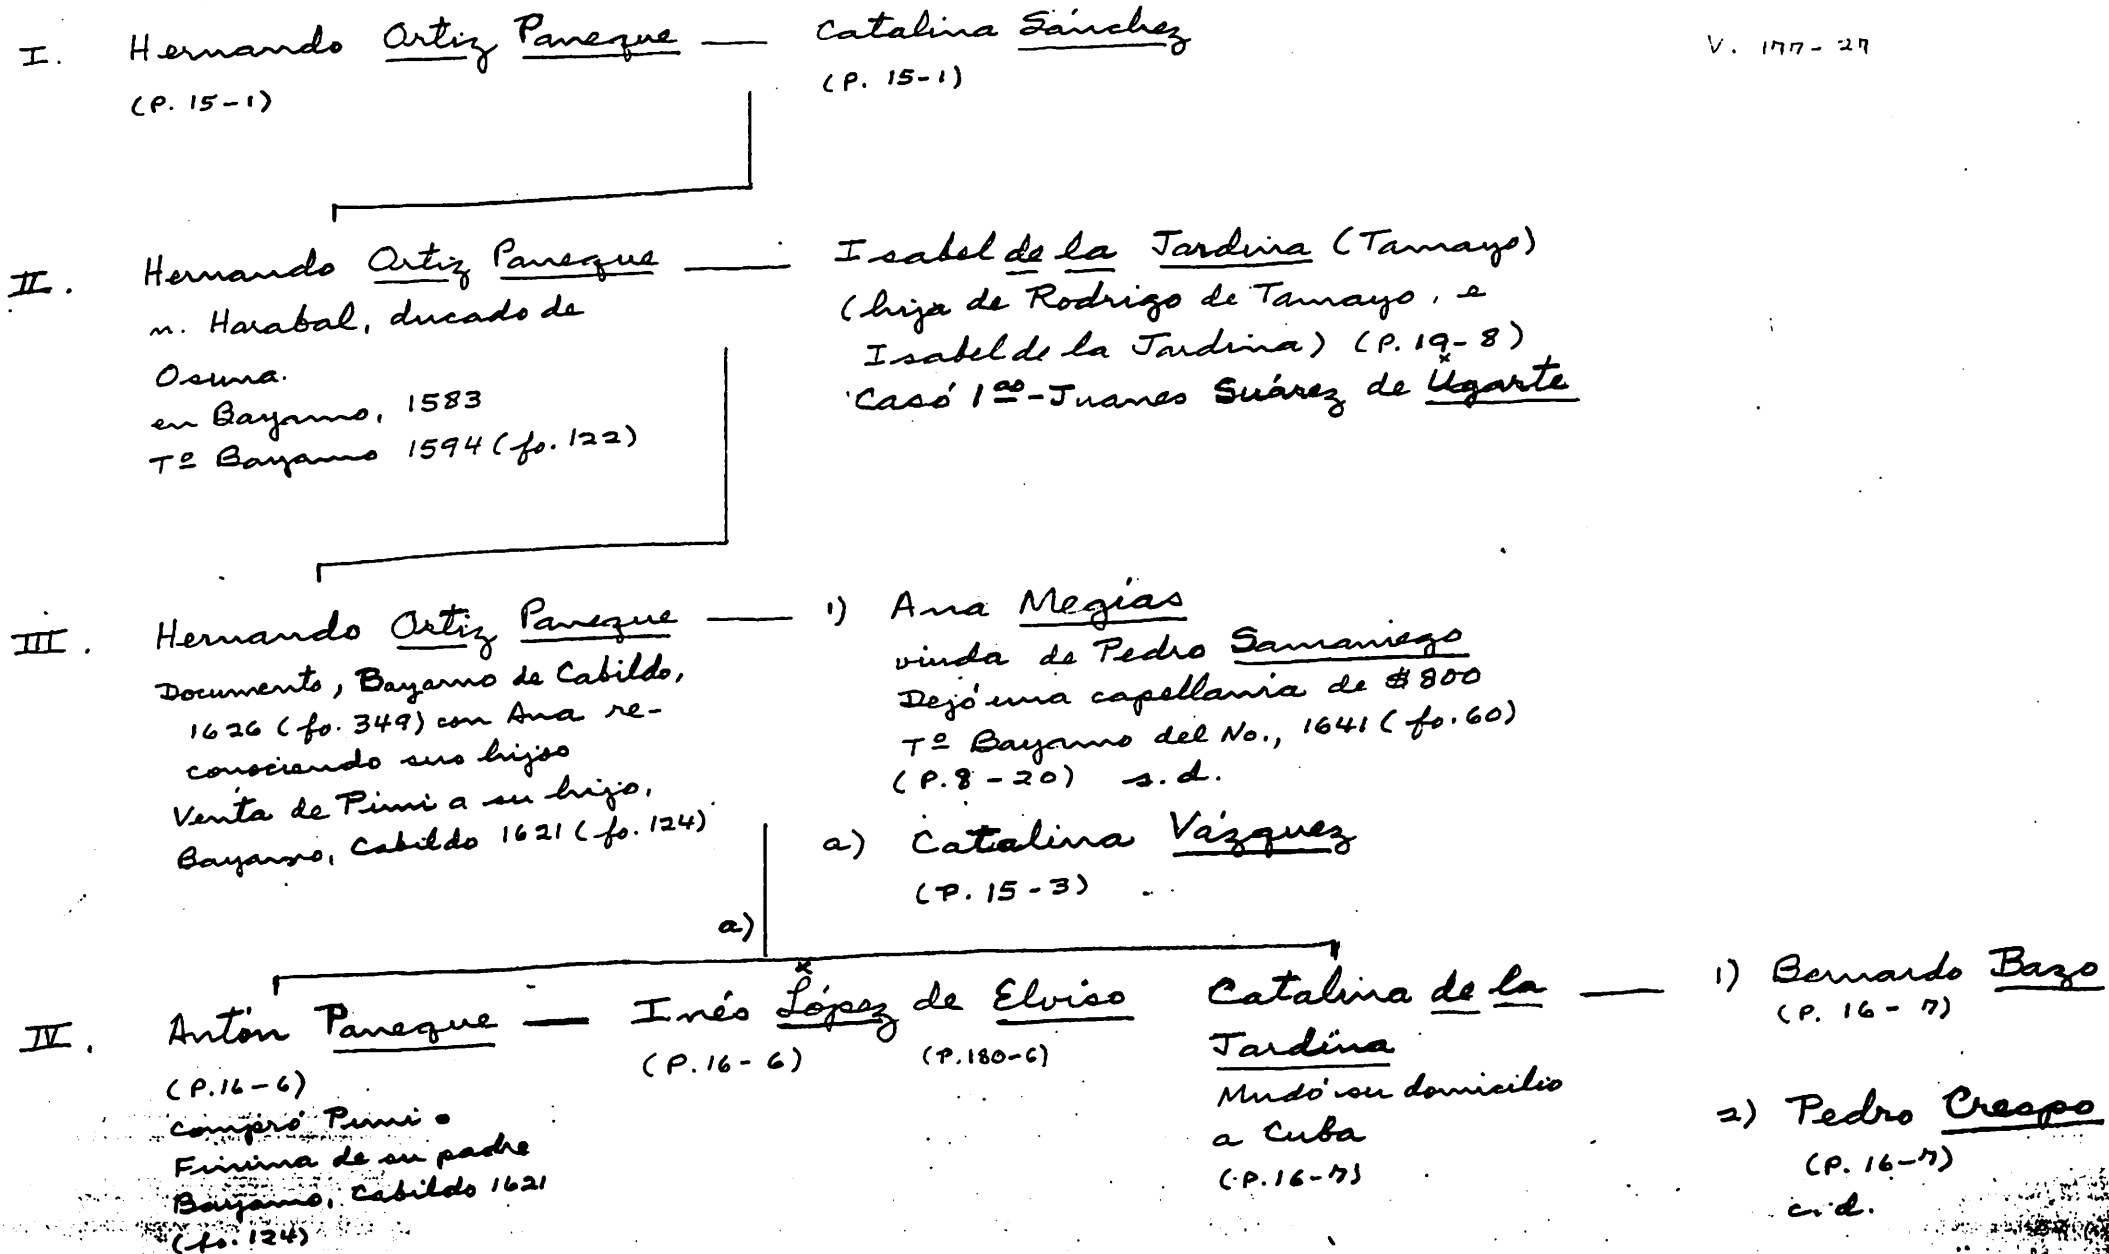 I. Hernando Ortiz Paneque — Catalina Sánchez
V. 177-27
(P. 15-1) (P. 15-1)
II. Hernando Ortiz Paneque — Isabel de la Jardina (Tamayo)
n. Harabal, ducado de
Osuna.
en Bayamo, 1583
Tº Bayamo 1594 (fo. 122)
(hija de Rodrigo de Tamayo, e
Isabel de la Jardina) (P. 19-8)
Casó 1ªˢ-Juanes Suárez de Ugarte
III. Hernando Ortiz Paneque — 1) Ana Megías
Documento, Bayamo de Cabildo,
1626 (fo. 349) con Ana re-
conociendo sus hijos
Venta de Pimi a su hijo,
Bayamo, Cabildo 1621 (fo. 124)
viuda de Pedro Samaniego
Dejó una capellanía de $800
Tº Bayamo del No., 1641 (fo. 60)
(P. 8-20) s.d.
a) Catalina Vázquez
(P. 15-3)
a)
IV. Antón Paneque — Inés López de Elviso
(P. 16-6)
compró Pimi o
de su padre
Bayamo, Cabildo 1621
(fo. 124)
(P. 16-6) (P. 180-6)
Catalina de la — 1) Bernardo Bazo
Jardina
Mudó su domicilio
a Cuba
(P. 16-7)
(P. 16-7)
2) Pedro Crespo
(P. 16-7)
c.d.